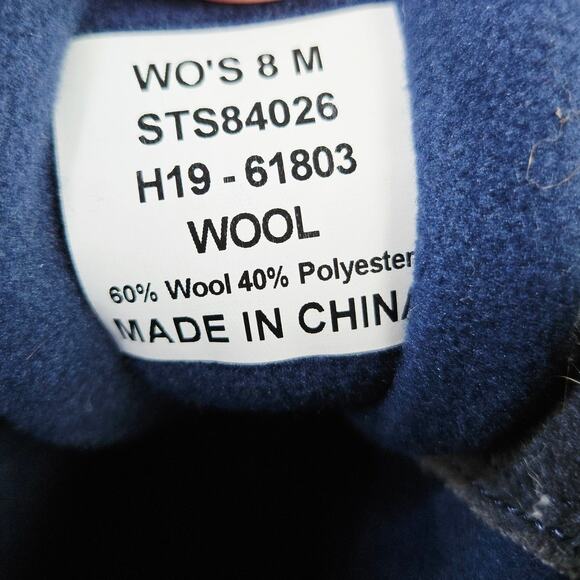 WO'S 8 M
STS84026
H19 - 61803
WOOL
60% Wool 40% Polyester
MADE IN CHINA